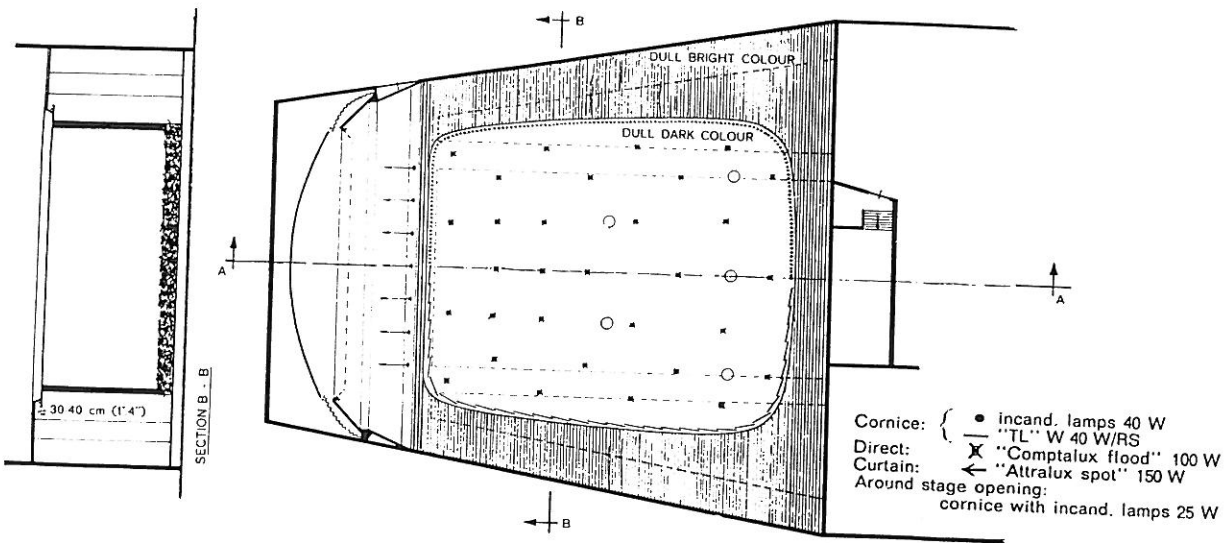 B
DULL BRIGHT COLOUR
DULL DARK COLOUR
A
A
30 40 cm (1'4")
SECTION B - B
B
Cornice: { • incand. lamps 40 W
— "TL" W 40 W/RS
Direct: "Comptalux flood" 100 W
Curtain: ← "Attralux spot" 150 W
Around stage opening:
cornice with incand. lamps 25 W